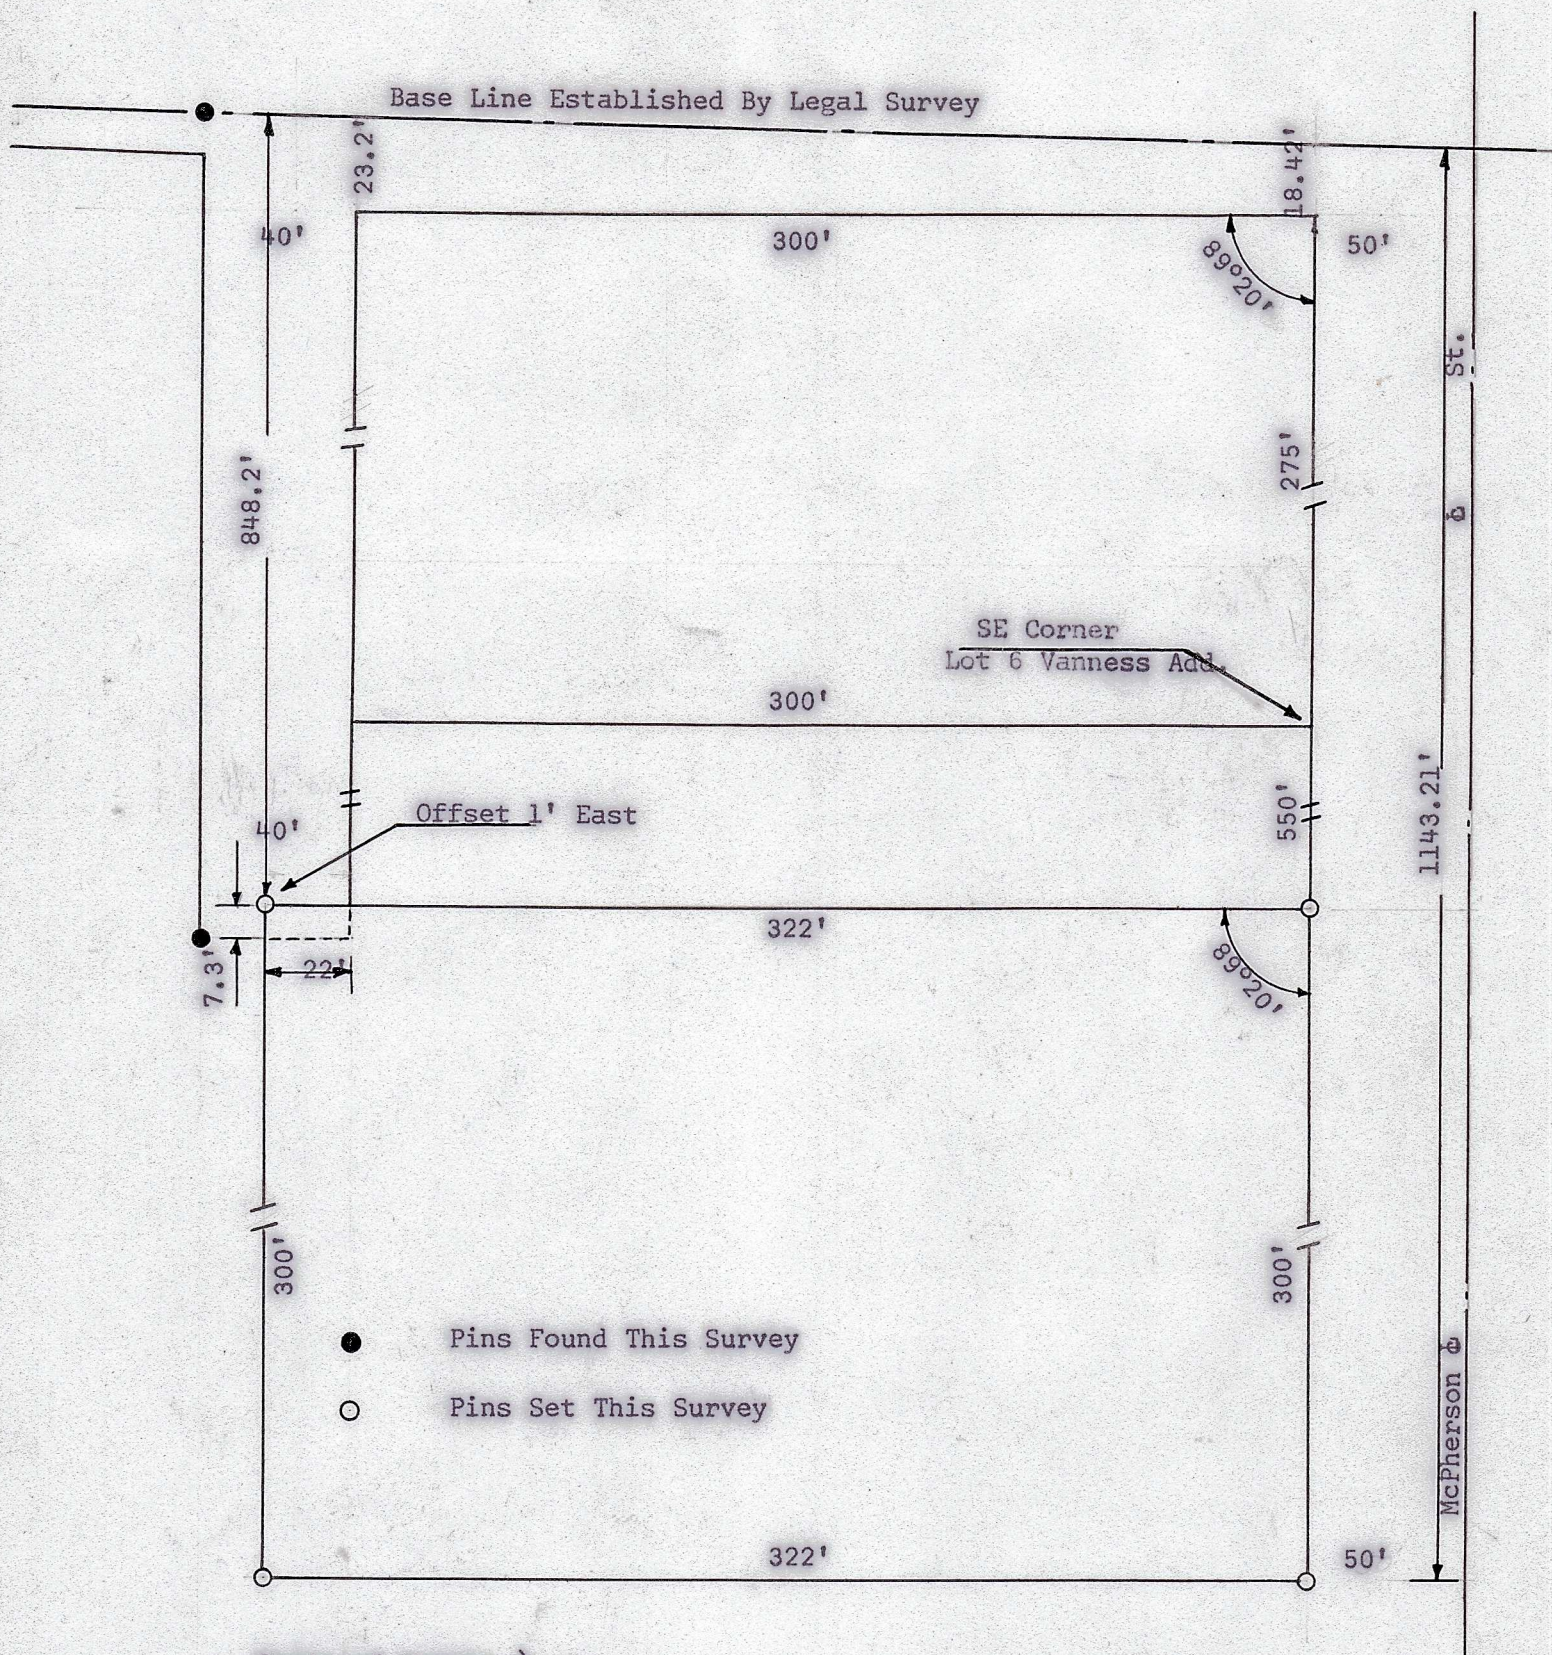 Base Line Established By Legal Survey
23.2'
18.42'
40'
300'
50'
89°20'
St.
848.2'
275'
℄
SE Corner
Lot 6 Vanness Add.
300'
Offset 1' East
40'
550'
1143.21'
322'
7.3'
22'
89°20'
300'
300'
Pins Found This Survey
Pins Set This Survey
McPherson ℄
322'
50'